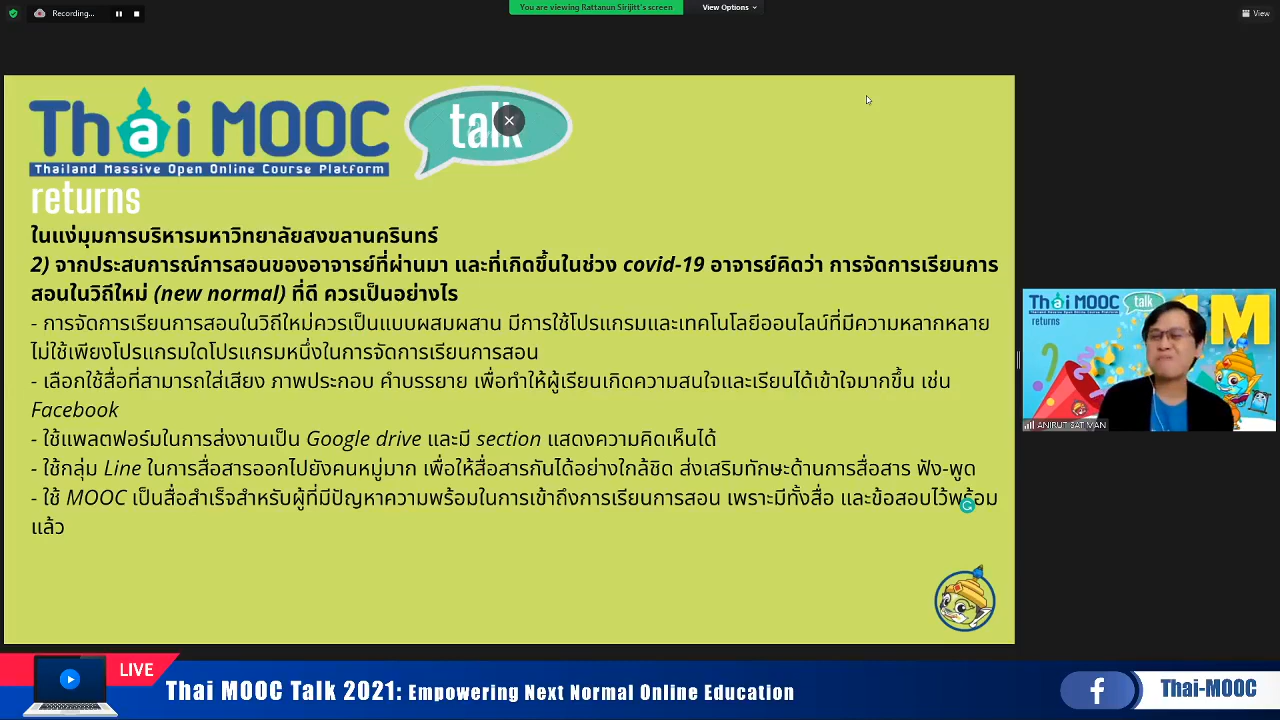 Recording...
You are viewing Rattanun Sirijitt's screen
View Options
View
Thai MOOC talk
Thailand Massive Open Online Course Platform
returns
ในแง่มุมการบริหารมหาวิทยาลัยสงขลานครินทร์
2) จากประสบการณ์การสอนของอาจารย์ที่ผ่านมา และที่เกิดขึ้นในช่วง covid-19 อาจารย์คิดว่า การจัดการเรียนการ
สอนในวิถีใหม่ (new normal) ที่ดี ควรเป็นอย่างไร
- การจัดการเรียนการสอนในวิถีใหม่ควรเป็นแบบผสมผสาน มีการใช้โปรแกรมและเทคโนโลยีออนไลน์ที่มีความหลากหลาย
ไม่ใช้เพียงโปรแกรมใดโปรแกรมหนึ่งในการจัดการเรียนการสอน
- เลือกใช้สื่อที่สามารถใส่เสียง ภาพประกอบ คำบรรยาย เพื่อทำให้ผู้เรียนเกิดความสนใจและเรียนได้เข้าใจมากขึ้น เช่น
Facebook
- ใช้แพลตฟอร์มในการส่งงานเป็น Google drive และมี section แสดงความคิดเห็นได้
- ใช้กลุ่ม Line ในการสื่อสารออกไปยังคนหมู่มาก เพื่อให้สื่อสารกันได้อย่างใกล้ชิด ส่งเสริมทักษะด้านการสื่อสาร ฟัง-พูด
- ใช้ MOOC เป็นสื่อสำเร็จสำหรับผู้ที่มีปัญหาความพร้อมในการเข้าถึงการเรียนการสอน เพราะมีทั้งสื่อ และข้อสอบไว้พร้อม
แล้ว
Thai MOOC talk
returns
1M
ANIRUT SATIMAN
LIVE
Thai MOOC Talk 2021: Empowering Next Normal Online Education
Thai-MOOC